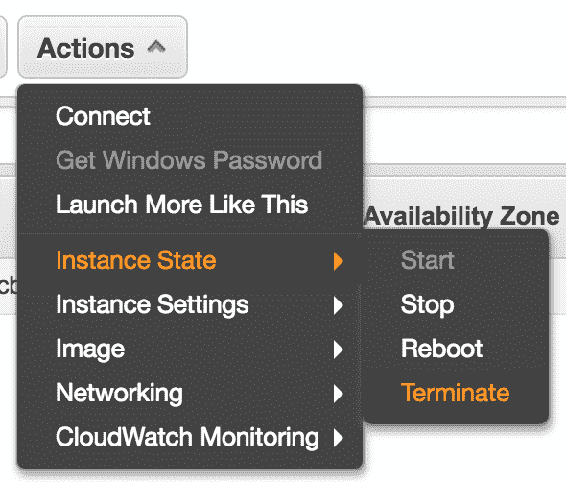 Actions
Connect
Get Windows Password
Launch More Like This
Availability Zone
Instance State
Start
Instance Settings
Stop
Image
Reboot
Networking
Terminate
CloudWatch Monitoring